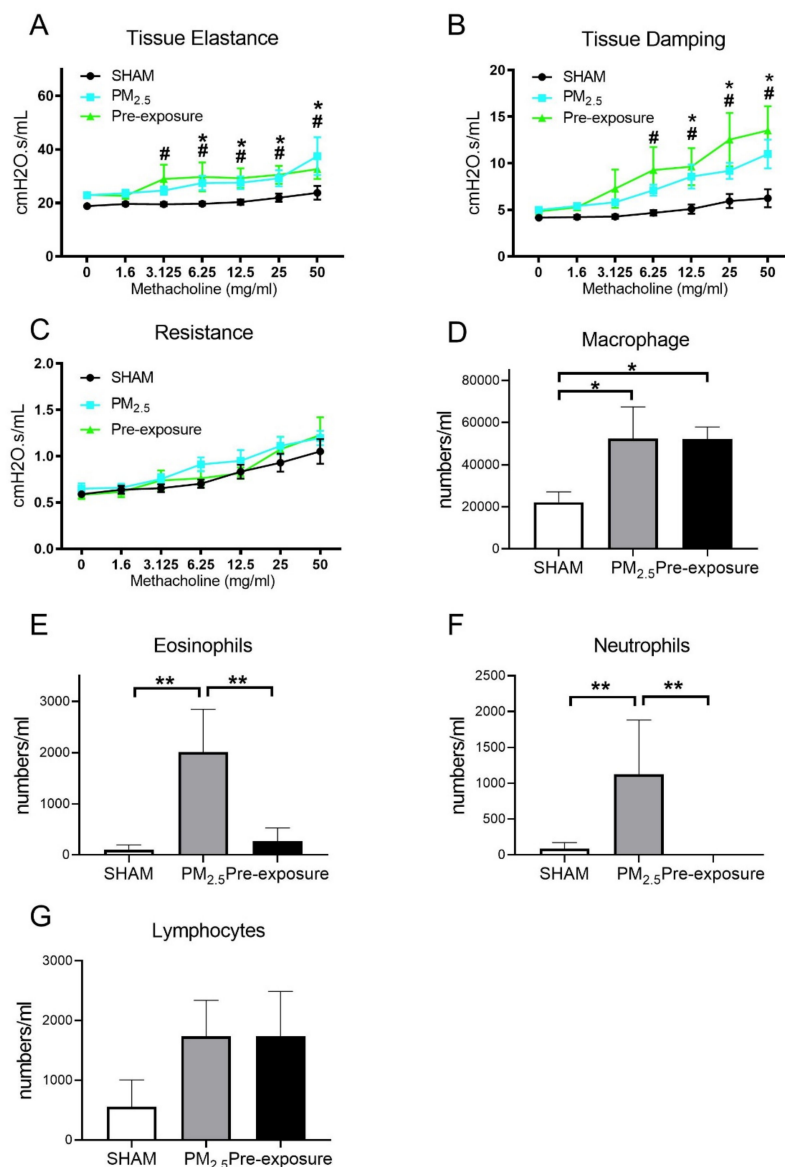 A
Tissue Elastance
SHAM
PM2.5
Pre-exposure
cmH2O.s/mL
60
40
20
0
#
*
#
*
#
*
#
*
#
0 1.6 3.125 6.25 12.5 25 50
Methacholine (mg/ml)
B
Tissue Damping
SHAM
PM2.5
Pre-exposure
cmH2O.s/mL
20
15
10
5
0
#
*
#
*
#
*
#
0 1.6 3.125 6.25 12.5 25 50
Methacholine (mg/ml)
C
Resistance
SHAM
PM2.5
Pre-exposure
cmH2O.s/mL
2.0
1.5
1.0
0.5
0.0
0 1.6 3.125 6.25 12.5 25 50
Methacholine (mg/ml)
D
Macrophage
numbers/ml
80000
60000
40000
20000
0
*
*
SHAM PM2.5 Pre-exposure
E
Eosinophils
numbers/ml
3000
2000
1000
0
** **
SHAM PM2.5 Pre-exposure
F
Neutrophils
numbers/ml
2500
2000
1500
1000
500
0
** **
SHAM PM2.5 Pre-exposure
G
Lymphocytes
numbers/ml
3000
2000
1000
0
SHAM PM2.5 Pre-exposure